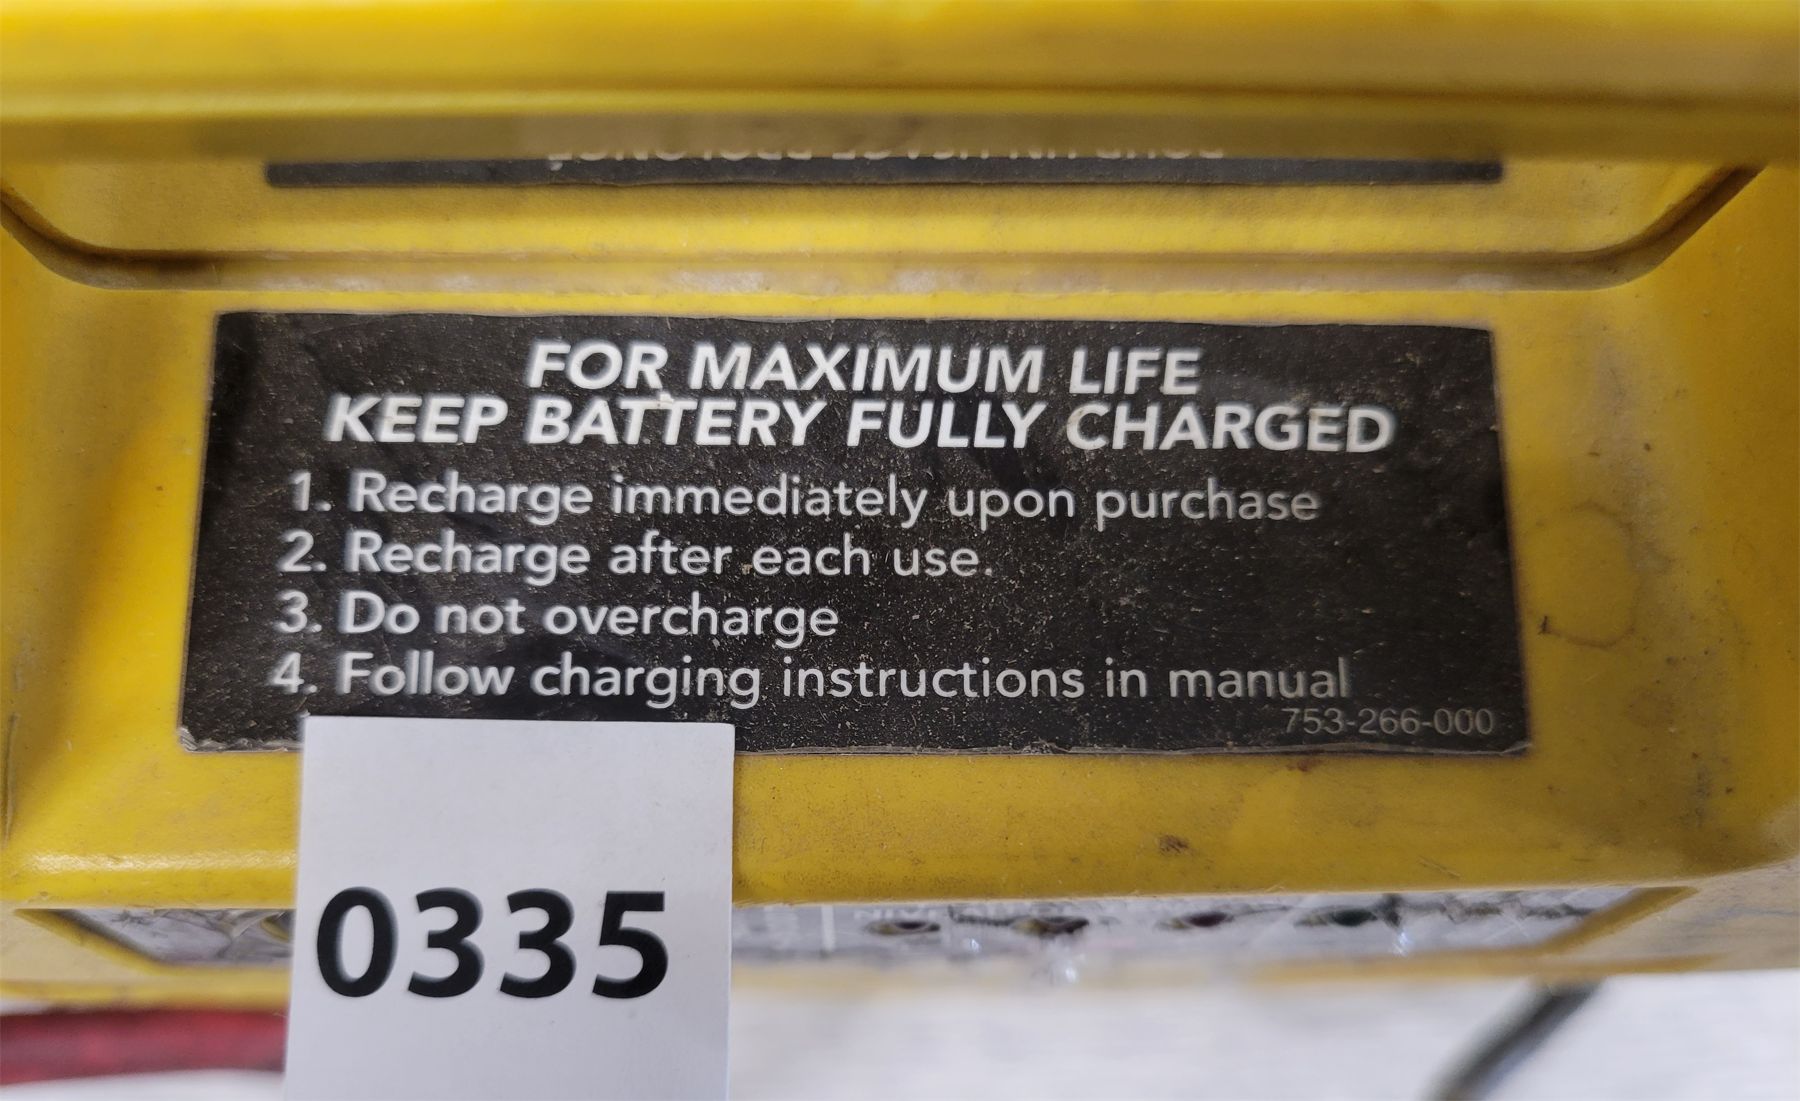 FOR MAXIMUM LIFE
KEEP BATTERY FULLY CHARGED
1. Recharge immediately upon purchase
2. Recharge after each use.
3. Do not overcharge
4. Follow charging instructions in manual
753-266-000
0335